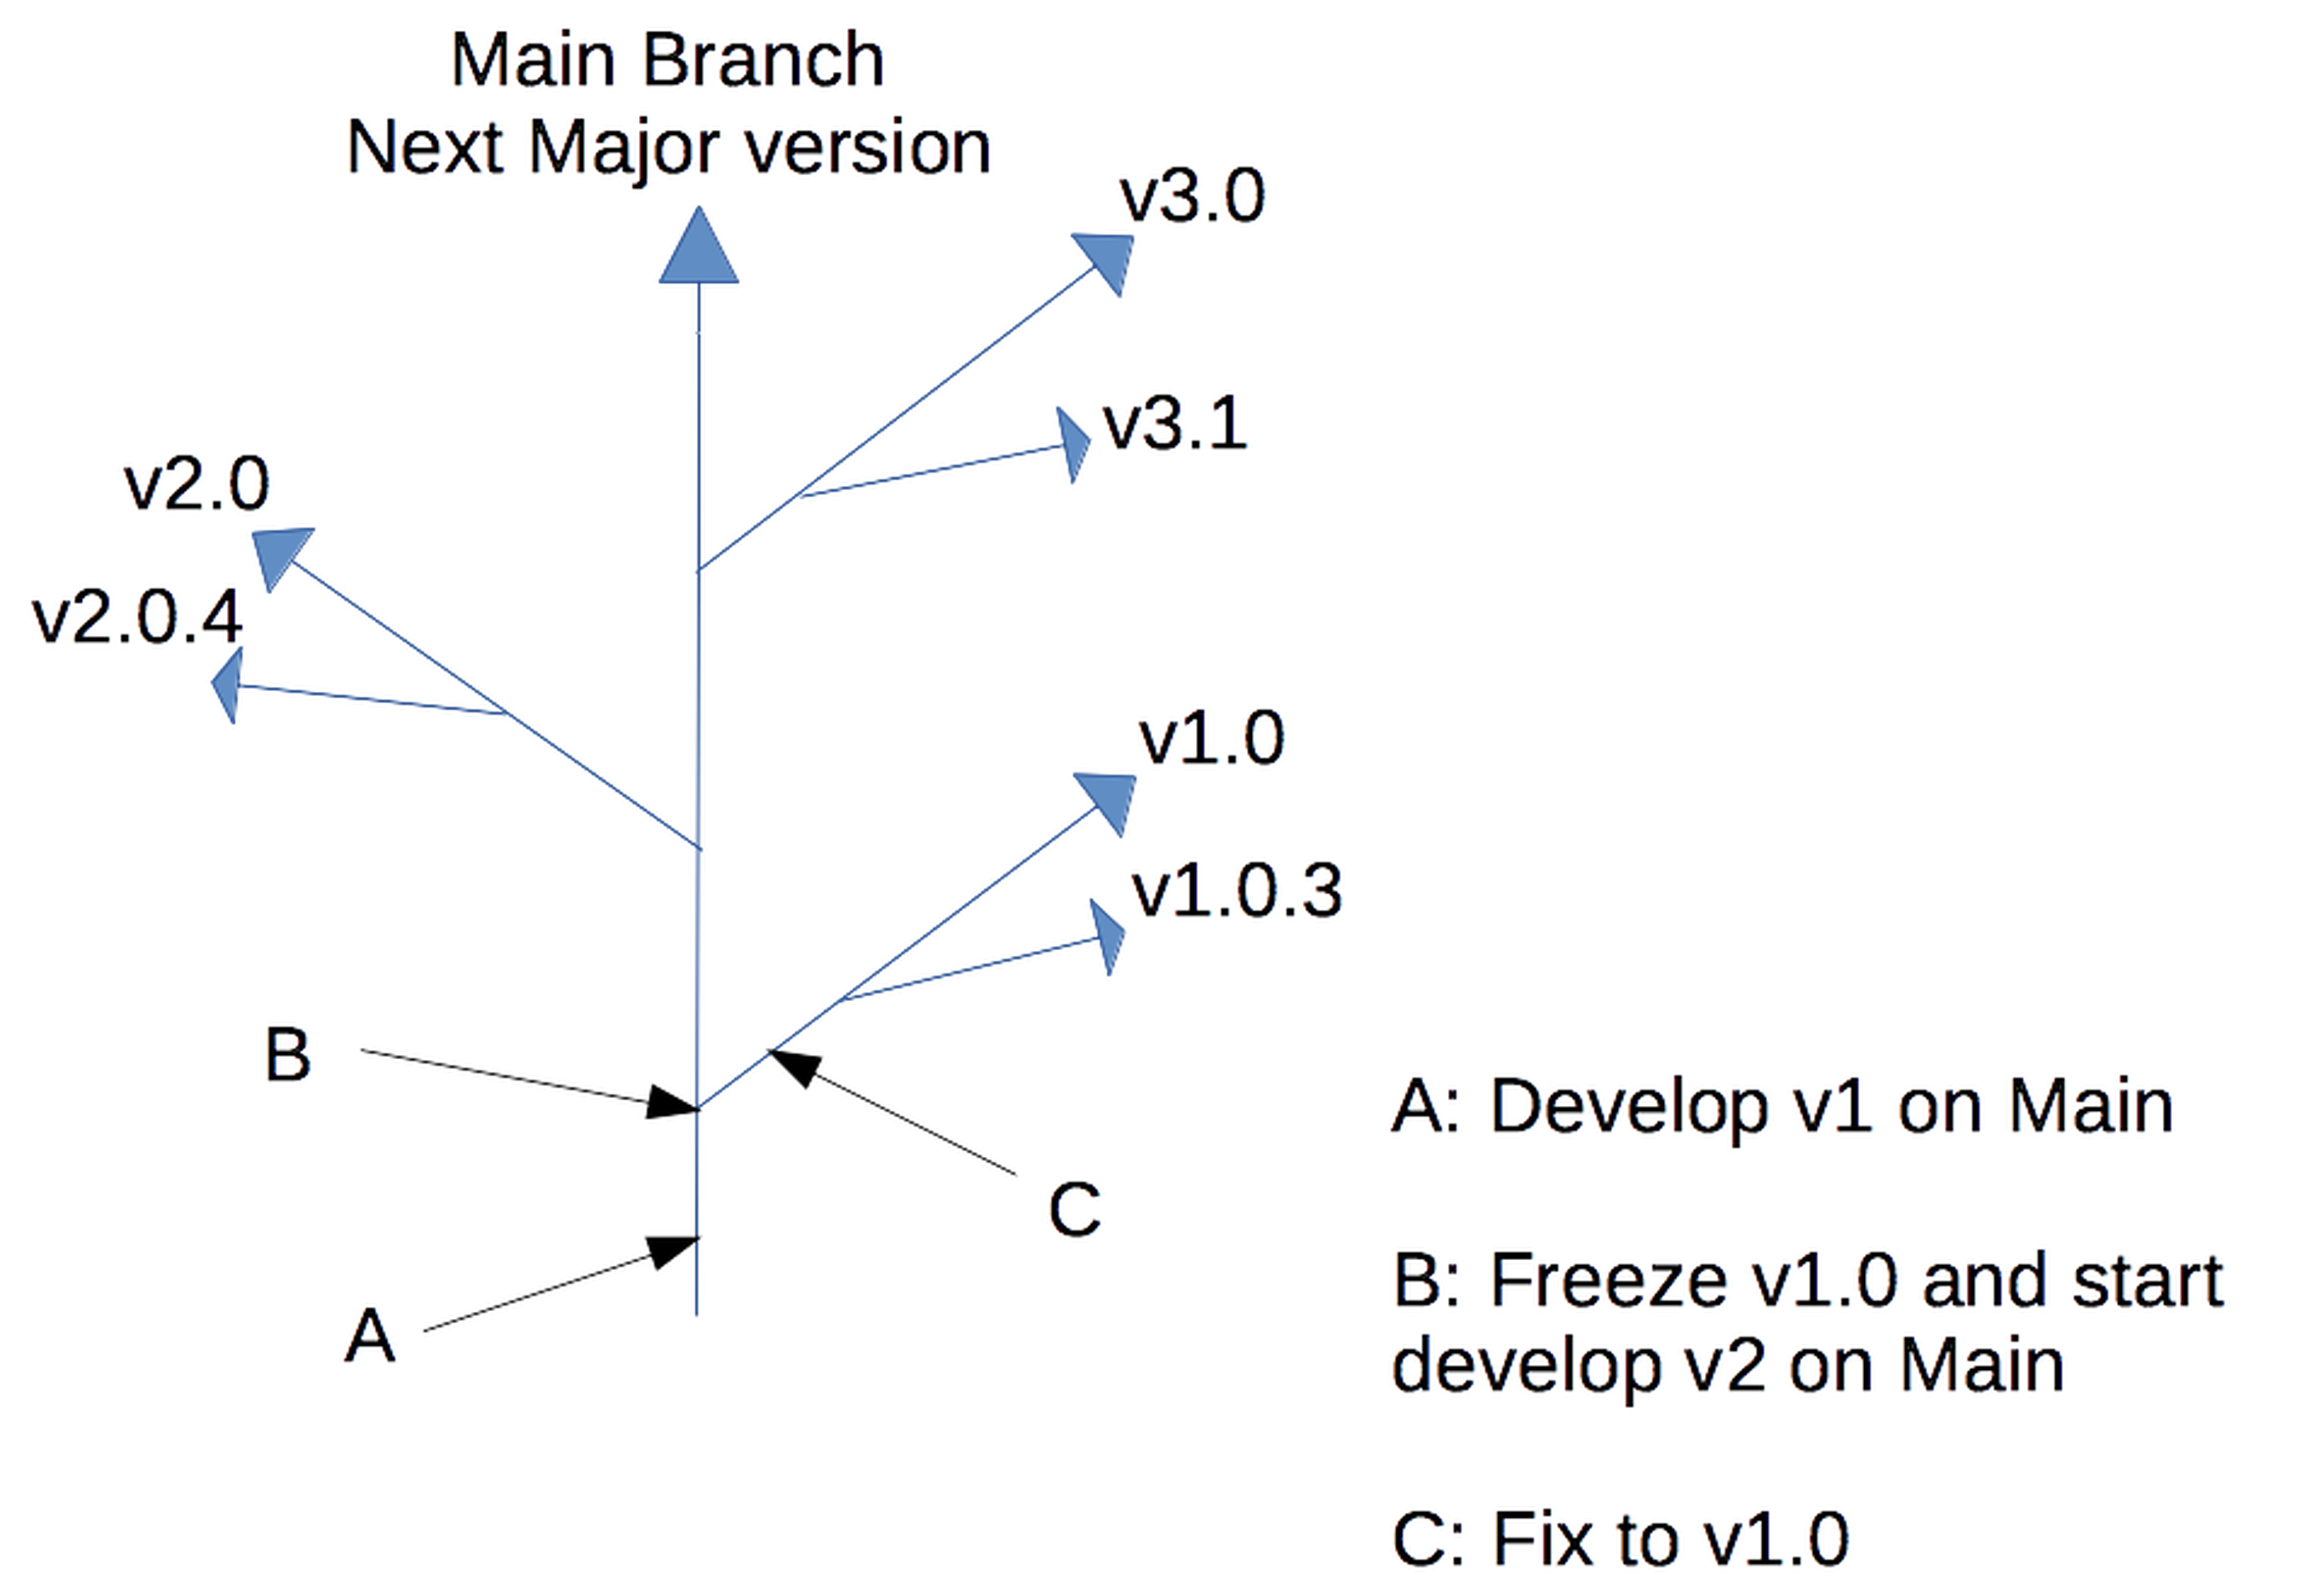 Main Branch
Next Major version
v3.0
v3.1
v2.0
v2.0.4
v1.0
v1.0.3
B
C
A
A: Develop v1 on Main
B: Freeze v1.0 and start
develop v2 on Main
C: Fix to v1.0